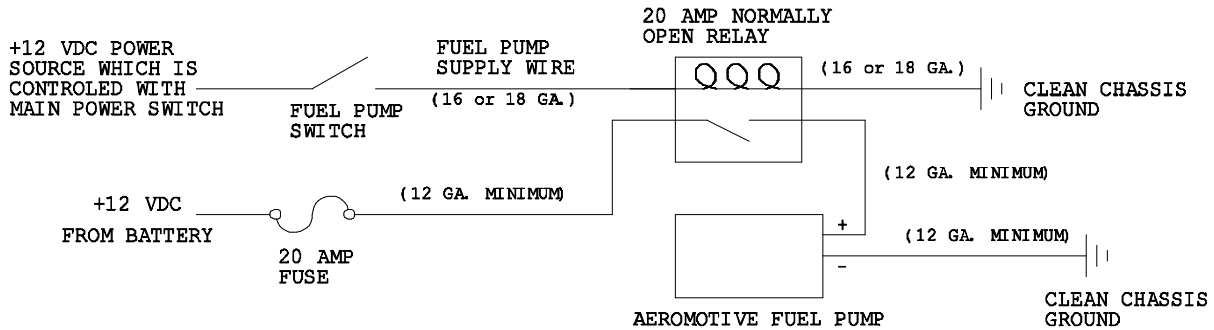 20 AMP NORMALLY
OPEN RELAY
+12 VDC POWER
SOURCE WHICH IS
CONTROLED WITH
MAIN POWER SWITCH
FUEL PUMP
SUPPLY WIRE
(16 or 18 GA.)
(16 or 18 GA.)
FUEL PUMP
SWITCH
CLEAN CHASSIS
GROUND
+12 VDC
FROM BATTERY
(12 GA. MINIMUM)
20 AMP
FUSE
(12 GA. MINIMUM)
+
-
(12 GA. MINIMUM)
CLEAN CHASSIS
GROUND
AEROMOTIVE FUEL PUMP